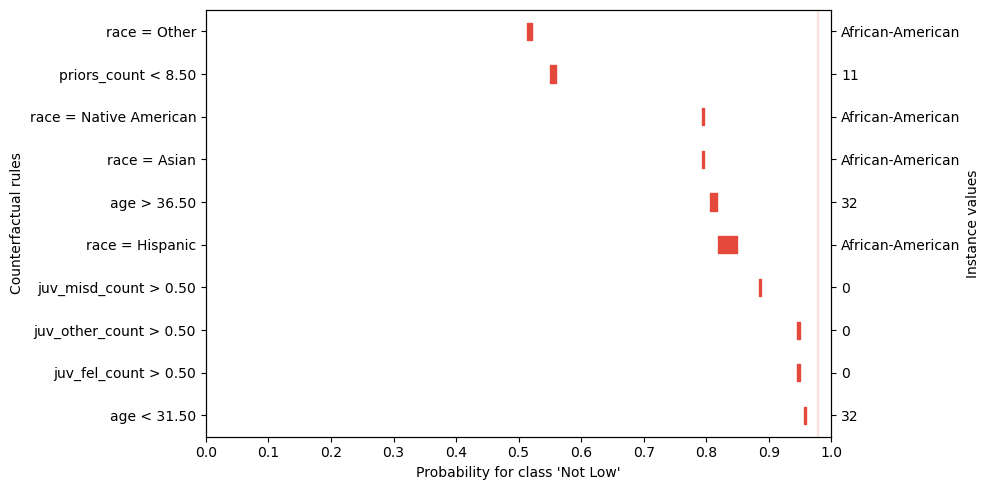 race = Other
African-American
priors_count < 8.50
11
race = Native American
African-American
race = Asian
African-American
age > 36.50
32
race = Hispanic
African-American
juv_misd_count > 0.50
0
juv_other_count > 0.50
0
juv_fel_count > 0.50
0
age < 31.50
32
Counterfactual rules
Instance values
0.0 0.1 0.2 0.3 0.4 0.5 0.6 0.7 0.8 0.9 1.0
Probability for class 'Not Low'